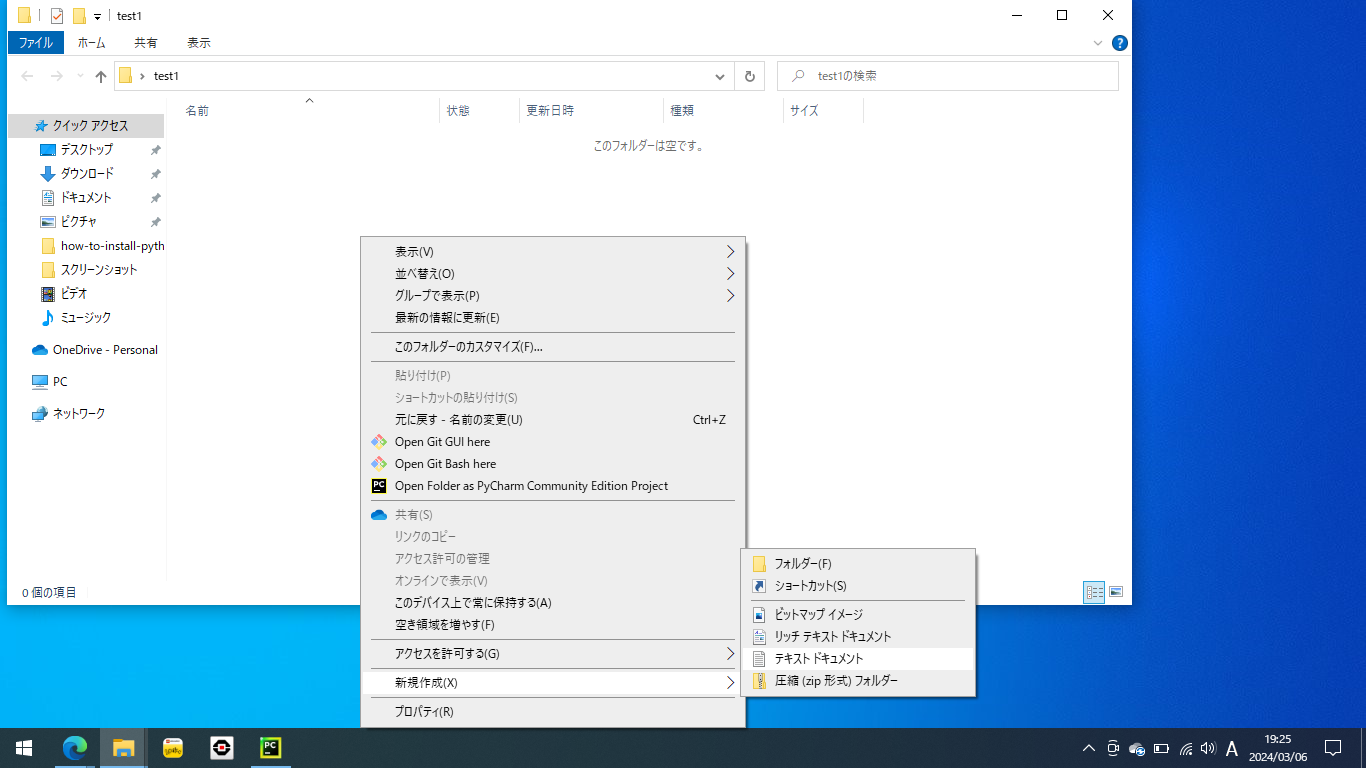 test1
ファイル ホーム 共有 表示
test1 test1の検索
名前 状態 更新日時 種類 サイズ
このフォルダーは空です。
クイック アクセス
デスクトップ
ダウンロード
ドキュメント
ピクチャ
how-to-install-pyth
スクリーンショット
ビデオ
ミュージック
OneDrive - Personal
PC
ネットワーク
0 個の項目
表示(V)
並べ替え(O)
グループで表示(P)
最新の情報に更新(E)
このフォルダーのカスタマイズ(F)...
貼り付け(P)
ショートカットの貼り付け(S)
元に戻す - 名前の変更(U) Ctrl+Z
Open Git GUI here
Open Git Bash here
PC Open Folder as PyCharm Community Edition Project
共有(S)
リンクのコピー
アクセス許可の管理
オンラインで表示(V)
このデバイス上で常に保持する(A)
空き領域を増やす(F)
アクセスを許可する(G)
新規作成(X)
プロパティ(R)
フォルダー(F)
ショートカット(S)
ビットマップ イメージ
リッチ テキスト ドキュメント
テキスト ドキュメント
圧縮 (zip 形式) フォルダー
PC
A
19:25
2024/03/06